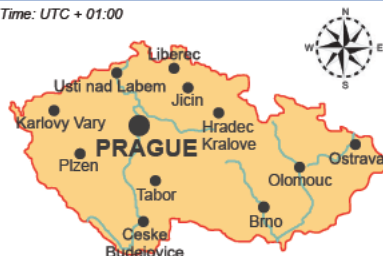 Time: UTC + 01:00
N
W
E
S
Liberec
Usti nad Labem
Jicin
Karlovy Vary
Hradec
Kralove
PRAGUE
Plzen
Ostrava
Olomouc
Tabor
Brno
Ceske
Budejovice